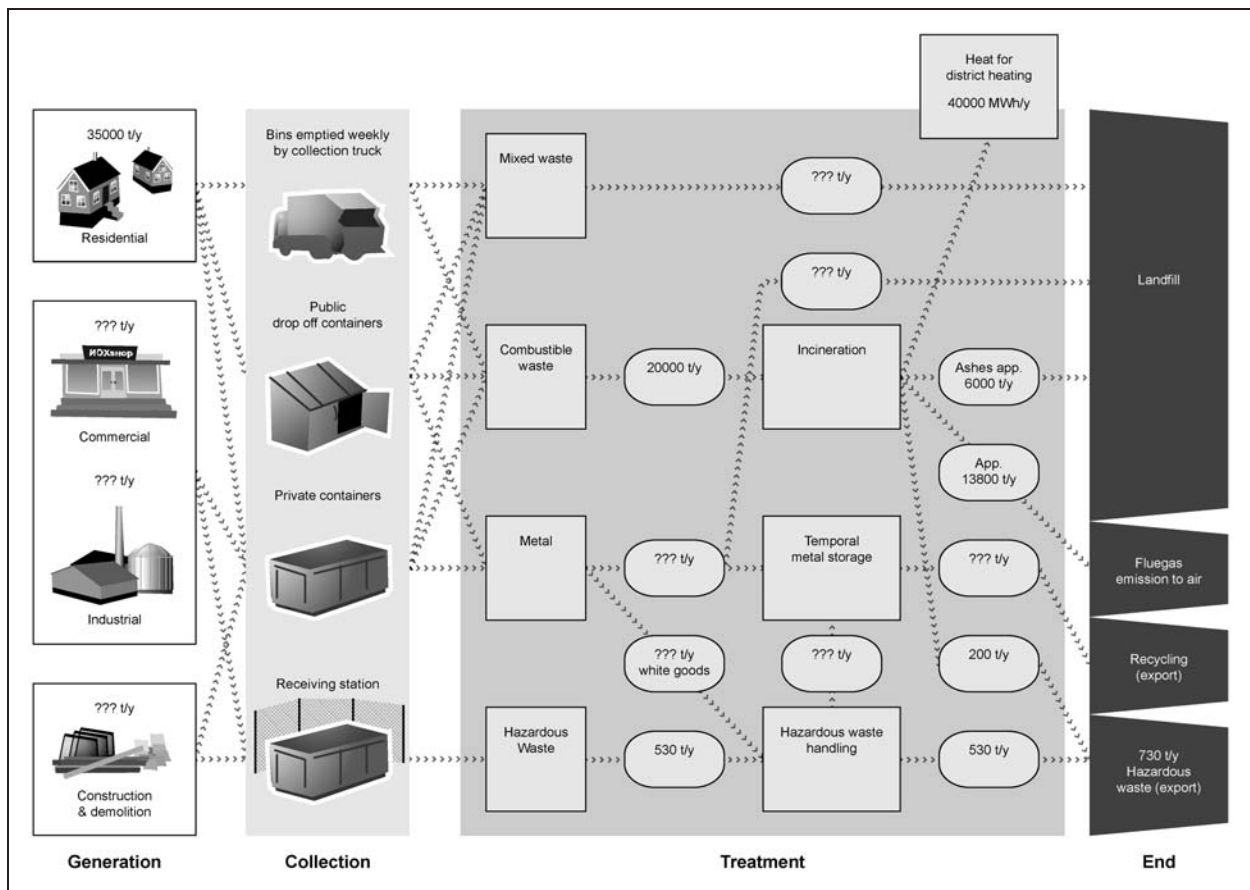 Heat for
district heating
40000 MWh/y
35000 t/y
Residential
??? t/y
ИOXshop
Commercial
??? t/y
Industrial
??? t/y
Construction
& demolition
Bins emptied weekly
by collection truck
Public
drop off containers
Private containers
Receiving station
Mixed waste
??? t/y
??? t/y
Combustible
waste
20000 t/y
Incineration
Ashes app.
6000 t/y
App.
13800 t/y
Metal
??? t/y
Temporal
metal storage
??? t/y
??? t/y
white goods
??? t/y
200 t/y
Hazardous
Waste
530 t/y
Hazardous waste
handling
530 t/y
Landfill
Fluegas
emission to air
Recycling
(export)
730 t/y
Hazardous
waste (export)
Generation
Collection
Treatment
End